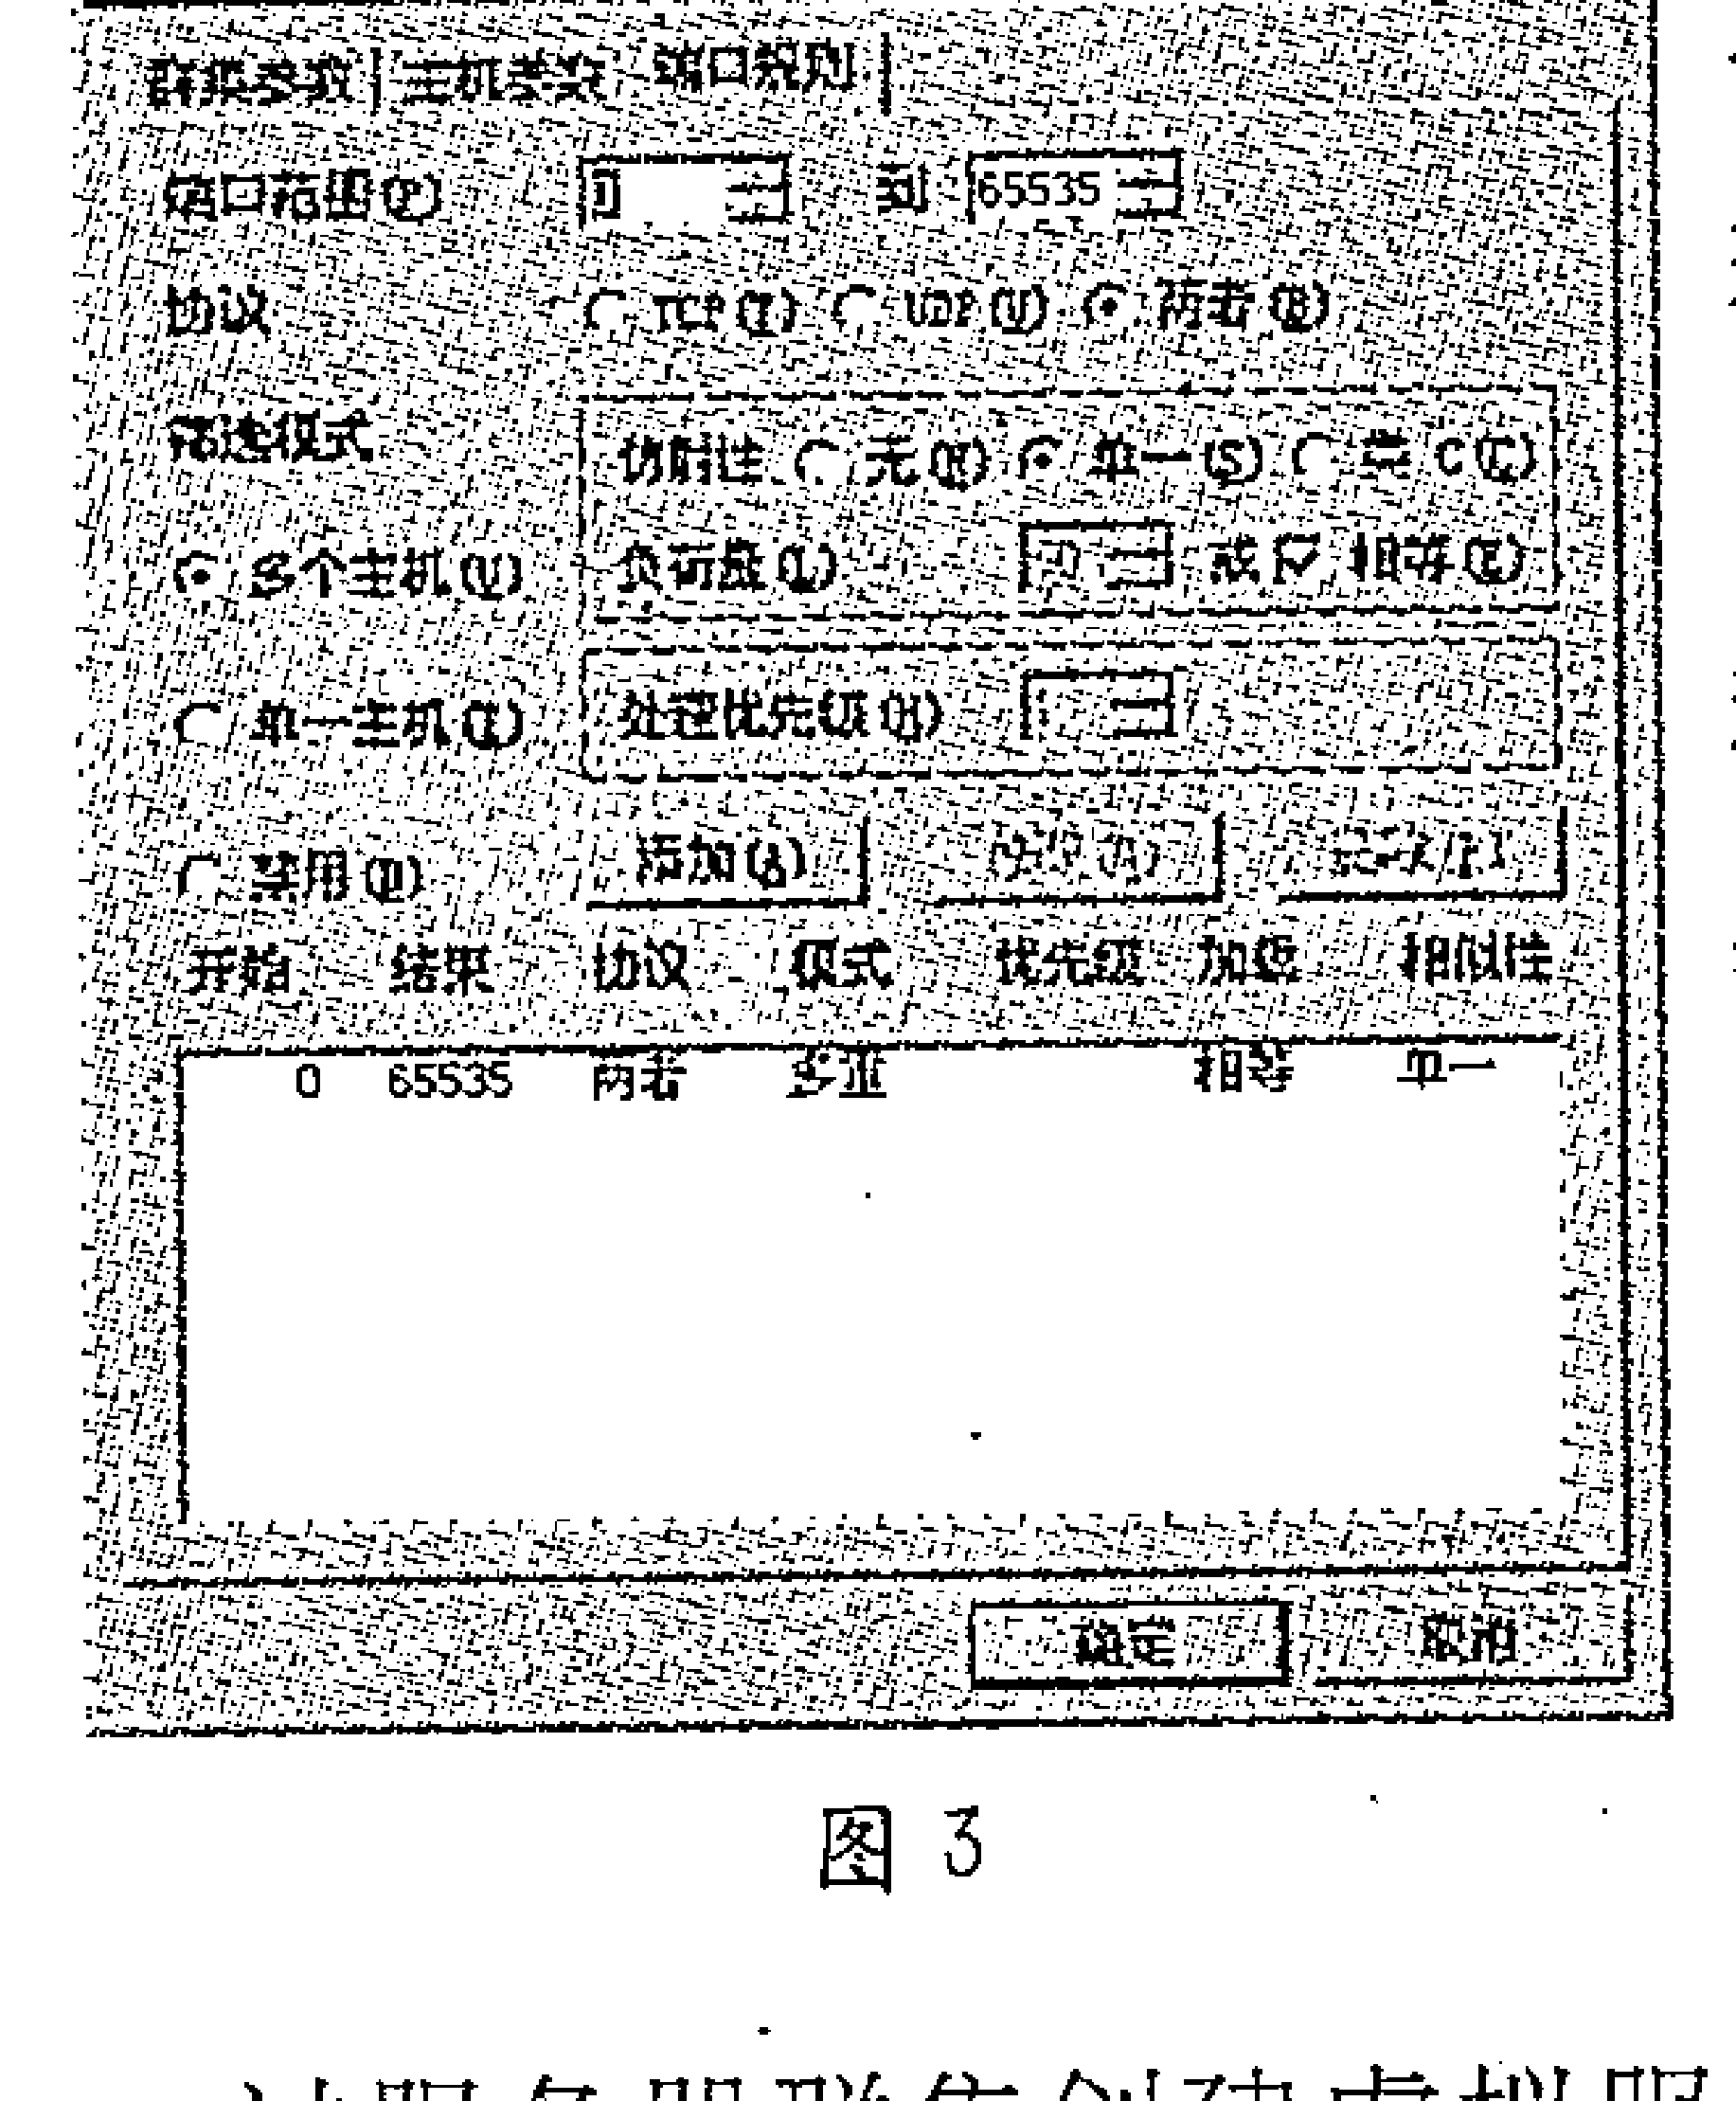 群集参数 主机参数 端口规则
端口范围(P) 0 到 65535
协议 TCP(T) UDP(U) 两者(B)
筛选模式
相似性 无(N) 单一(S) 类 C(C)
多个主机(U) 负荷量(L) 或 相等(E)
单一主机(I) 处理优先级(H)
禁用(D) 添加(A)
开始 结束 协议 模式 优先级 加载 相似性
0 65535 两者 多重 相等 单一
确定 取消
图 3